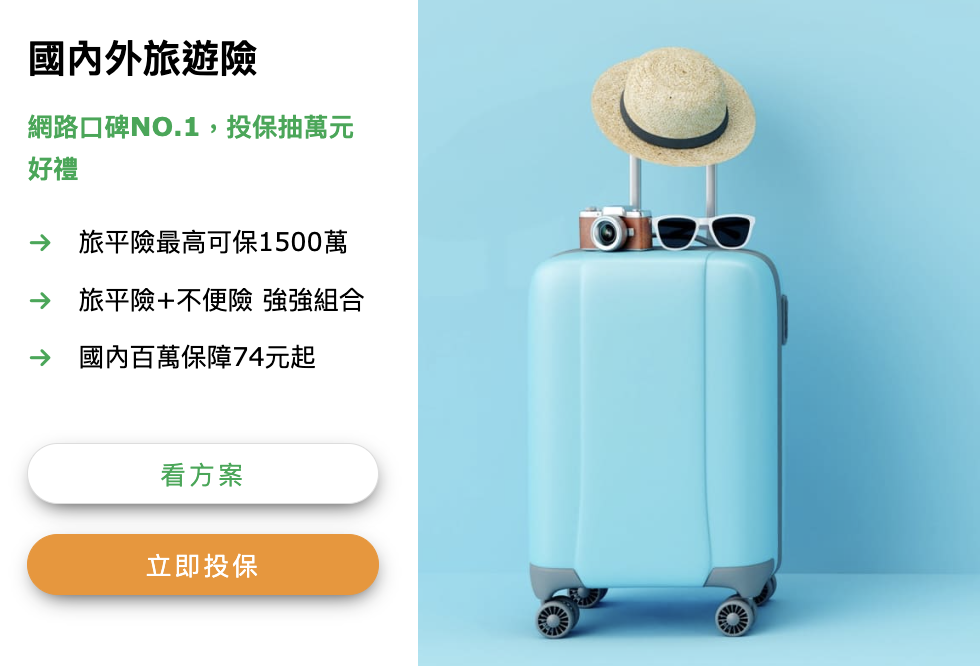 國內外旅遊險
網路口碑NO.1，投保抽萬元
好禮
→ 旅平險最高可保1500萬
→ 旅平險+不便險 強強組合
→ 國內百萬保障74元起
看方案
立即投保